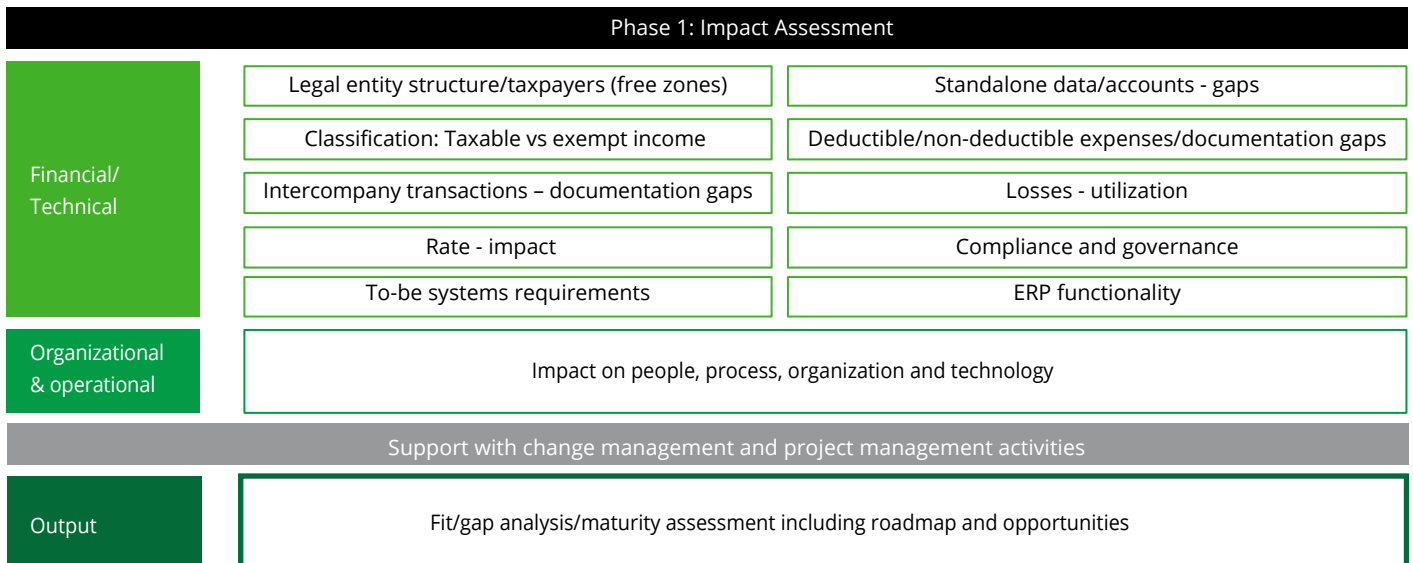 Phase 1: Impact Assessment
Financial/
Technical
Legal entity structure/taxpayers (free zones)
Standalone data/accounts - gaps
Classification: Taxable vs exempt income
Deductible/non-deductible expenses/documentation gaps
Intercompany transactions – documentation gaps
Losses - utilization
Rate - impact
Compliance and governance
To-be systems requirements
ERP functionality
Organizational
& operational
Impact on people, process, organization and technology
Support with change management and project management activities
Output
Fit/gap analysis/maturity assessment including roadmap and opportunities